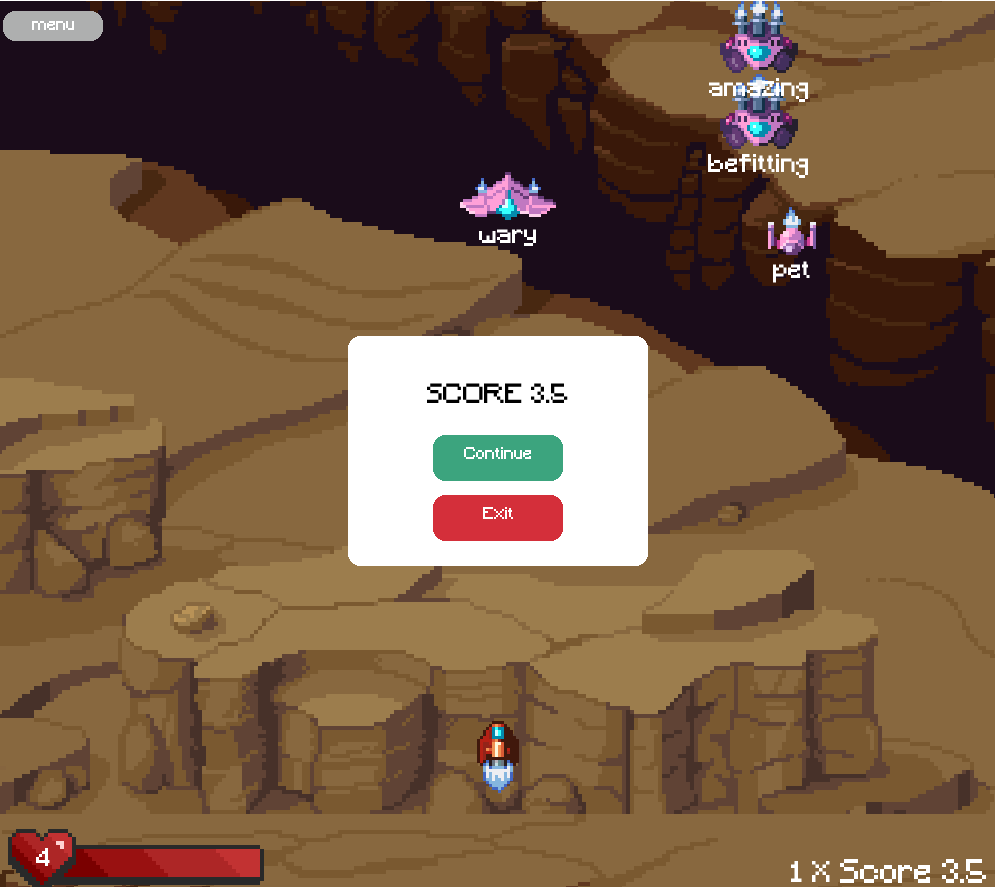 menu
amazing
befitting
wary
pet
SCORE 3.5
Continue
Exit
4
1 X Score 3.5